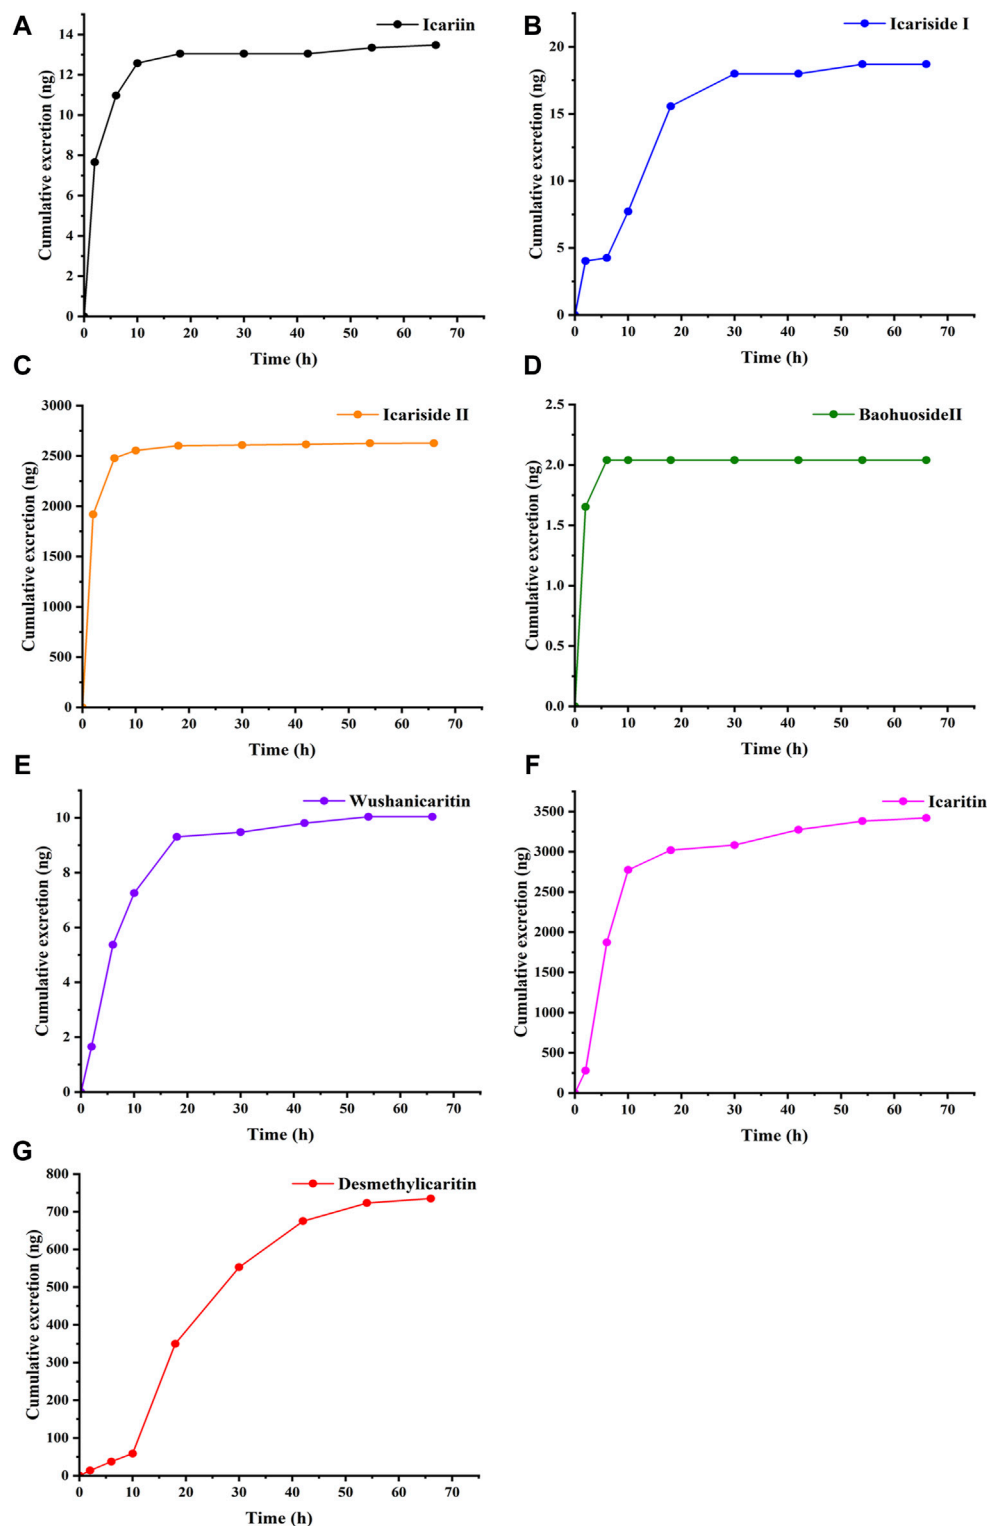 A
Icariin
Cumulative excretion (ng)
14
12
10
8
6
4
2
0
0 10 20 30 40 50 60 70
Time (h)
B
Icariside I
Cumulative excretion (ng)
20
15
10
5
0
0 10 20 30 40 50 60 70
Time (h)
C
Icariside II
Cumulative excretion (ng)
3000
2500
2000
1500
1000
500
0
0 10 20 30 40 50 60 70
Time (h)
D
BaohuosideII
Cumulative excretion (ng)
2.5
2.0
1.5
1.0
0.5
0.0
0 10 20 30 40 50 60 70
Time (h)
E
Wushanicaritin
Cumulative excretion (ng)
10
8
6
4
2
0
0 10 20 30 40 50 60 70
Time (h)
F
Icaritin
Cumulative excretion (ng)
3500
3000
2500
2000
1500
1000
500
0
0 10 20 30 40 50 60 70
Time (h)
G
Desmethylicaritin
Cumulative excretion (ng)
800
700
600
500
400
300
200
100
0
0 10 20 30 40 50 60 70
Time (h)